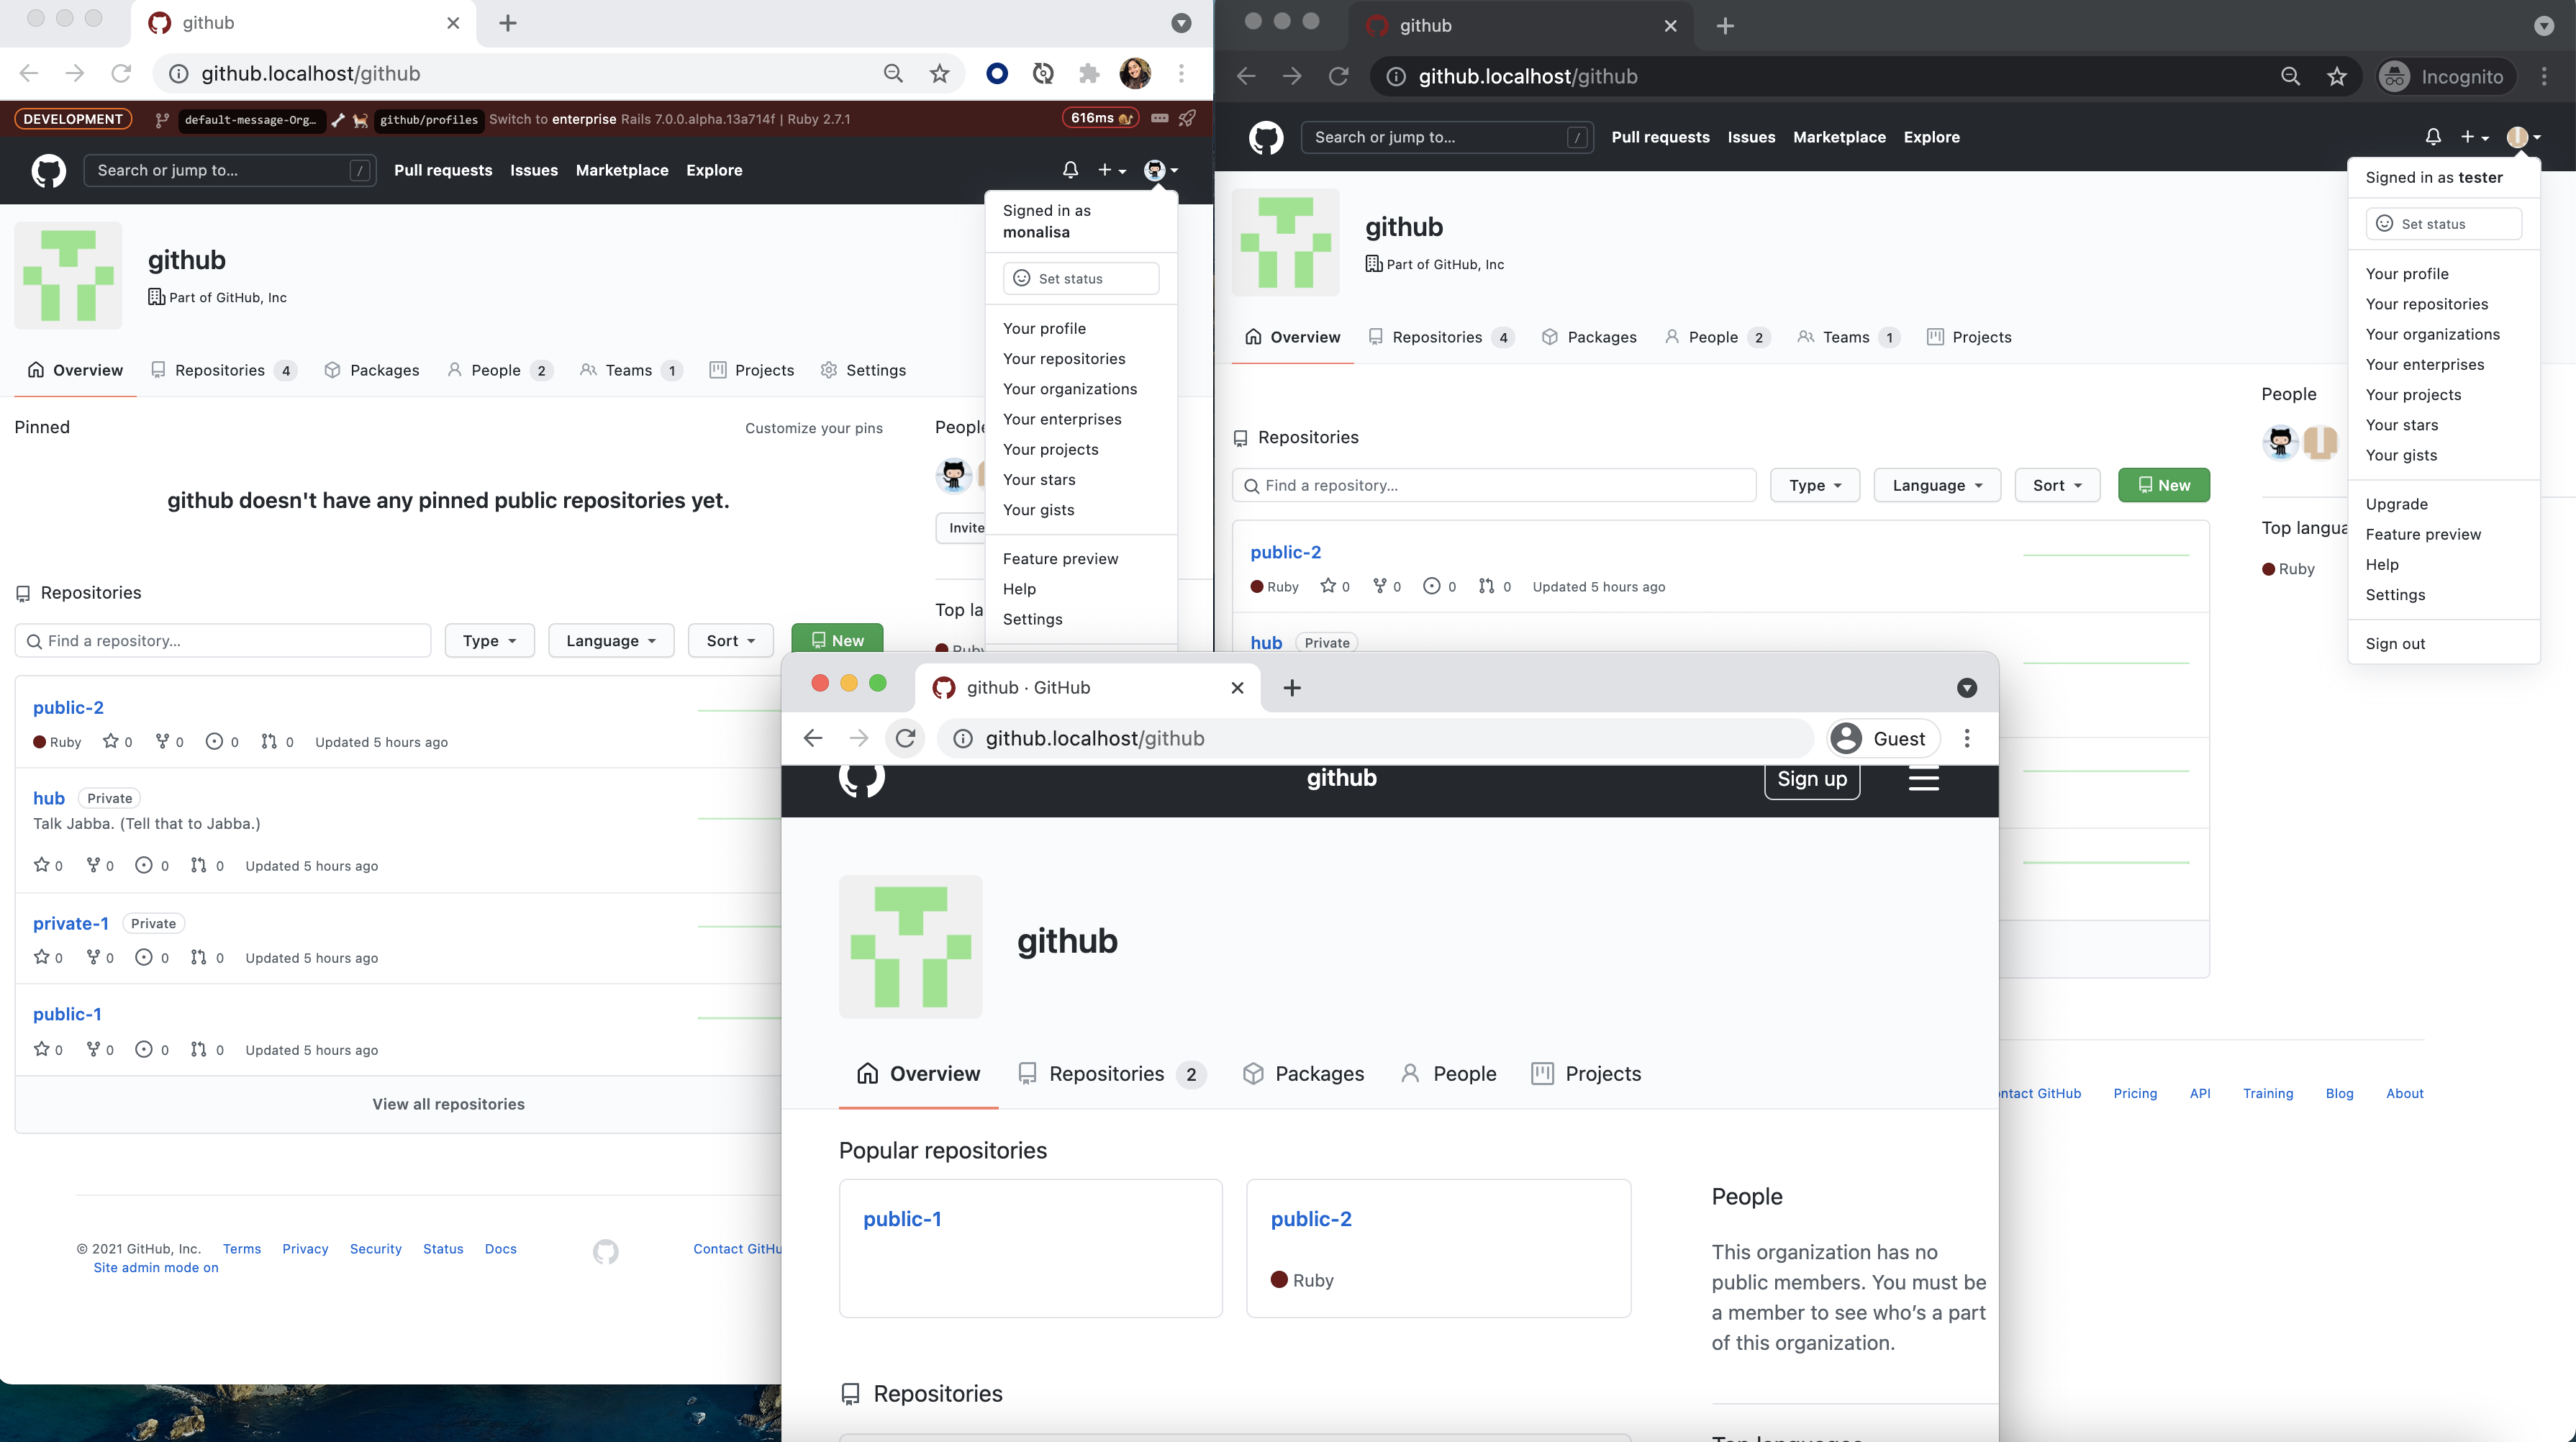 github
github.localhost/github
DEVELOPMENT default-message-Org… github/profiles Switch to enterprise Rails 7.0.0.alpha.13a714f | Ruby 2.7.1 616ms
Search or jump to… / Pull requests Issues Marketplace Explore
Signed in as
monalisa
Set status
Your profile
Your repositories
Your organizations
Your enterprises
Your projects
Your stars
Your gists
Feature preview
Help
Settings
github
Part of GitHub, Inc
Overview Repositories 4 Packages People 2 Teams 1 Projects Settings
Pinned Customize your pins
github doesn't have any pinned public repositories yet.
People
Invite
Top la
Ruby
Repositories
Find a repository… Type Language Sort New
public-2
Ruby 0 0 0 0 Updated 5 hours ago
hub Private
Talk Jabba. (Tell that to Jabba.)
0 0 0 0 Updated 5 hours ago
private-1 Private
0 0 0 0 Updated 5 hours ago
public-1
0 0 0 0 Updated 5 hours ago
View all repositories
© 2021 GitHub, Inc. Terms Privacy Security Status Docs Contact GitHu
Site admin mode on
github
github.localhost/github Incognito
Search or jump to… / Pull requests Issues Marketplace Explore
Signed in as tester
Set status
Your profile
Your repositories
Your organizations
Your enterprises
Your projects
Your stars
Your gists
Upgrade
Feature preview
Help
Settings
Sign out
github
Part of GitHub, Inc
Overview Repositories 4 Packages People 2 Teams 1 Projects
People
Top langua
Ruby
Repositories
Find a repository… Type Language Sort New
public-2
Ruby 0 0 0 0 Updated 5 hours ago
hub Private
ntact GitHub Pricing API Training Blog About
github · GitHub
github.localhost/github Guest
github Sign up
github
Overview Repositories 2 Packages People Projects
Popular repositories
public-1
public-2
Ruby
People
This organization has no
public members. You must be
a member to see who’s a part
of this organization.
Repositories